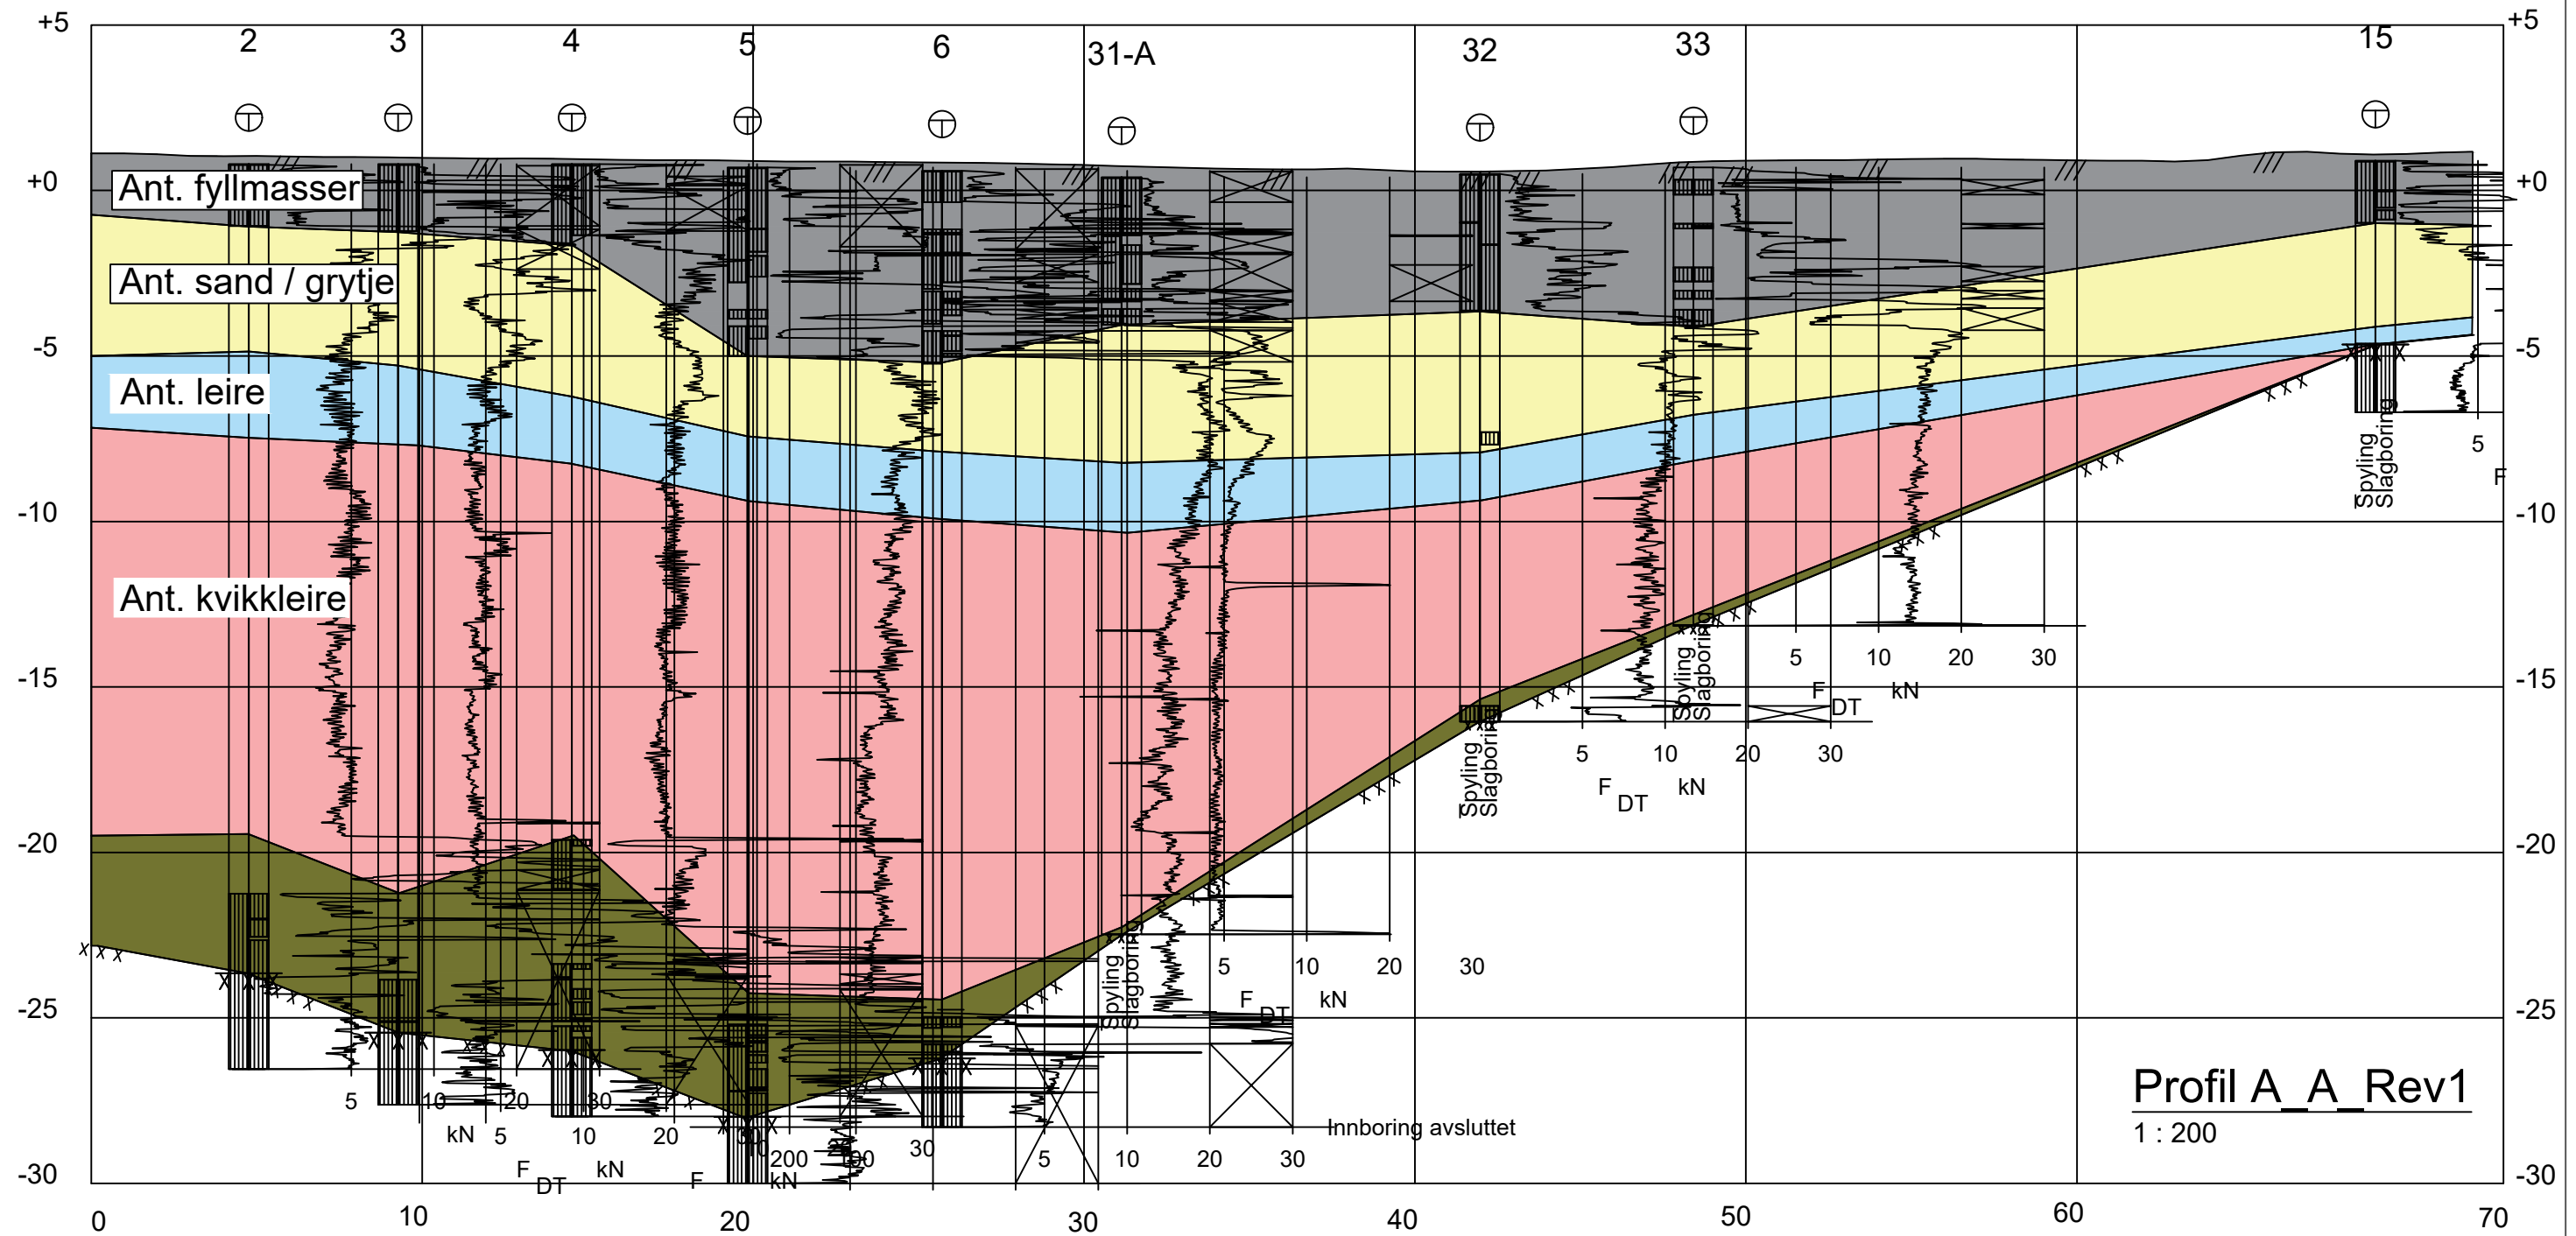 +5 +5
2 3 4 5 6 31-A 32 33 15
+0 +0
Ant. fyllmasser
Ant. sand / grytje
-5 -5
Ant. leire
5
F
Spyling
Slagboring
-10 -10
Ant. kvikkleire
Spyling
Slagboring
5 10 20 30
F DT kN
-15 -15
Spyling
Slagboring
5 10 20 30
F DT kN
-20 -20
Spyling
Slagboring
5 10 20 30
F DT kN
-25 -25
5 10 20 30
kN 5 10 20 30
F DT kN
200 30
F kN
5 10 20 30
Innboring avsluttet
Profil A_A_Rev1
1 : 200
-30 -30
0 10 20 30 40 50 60 70